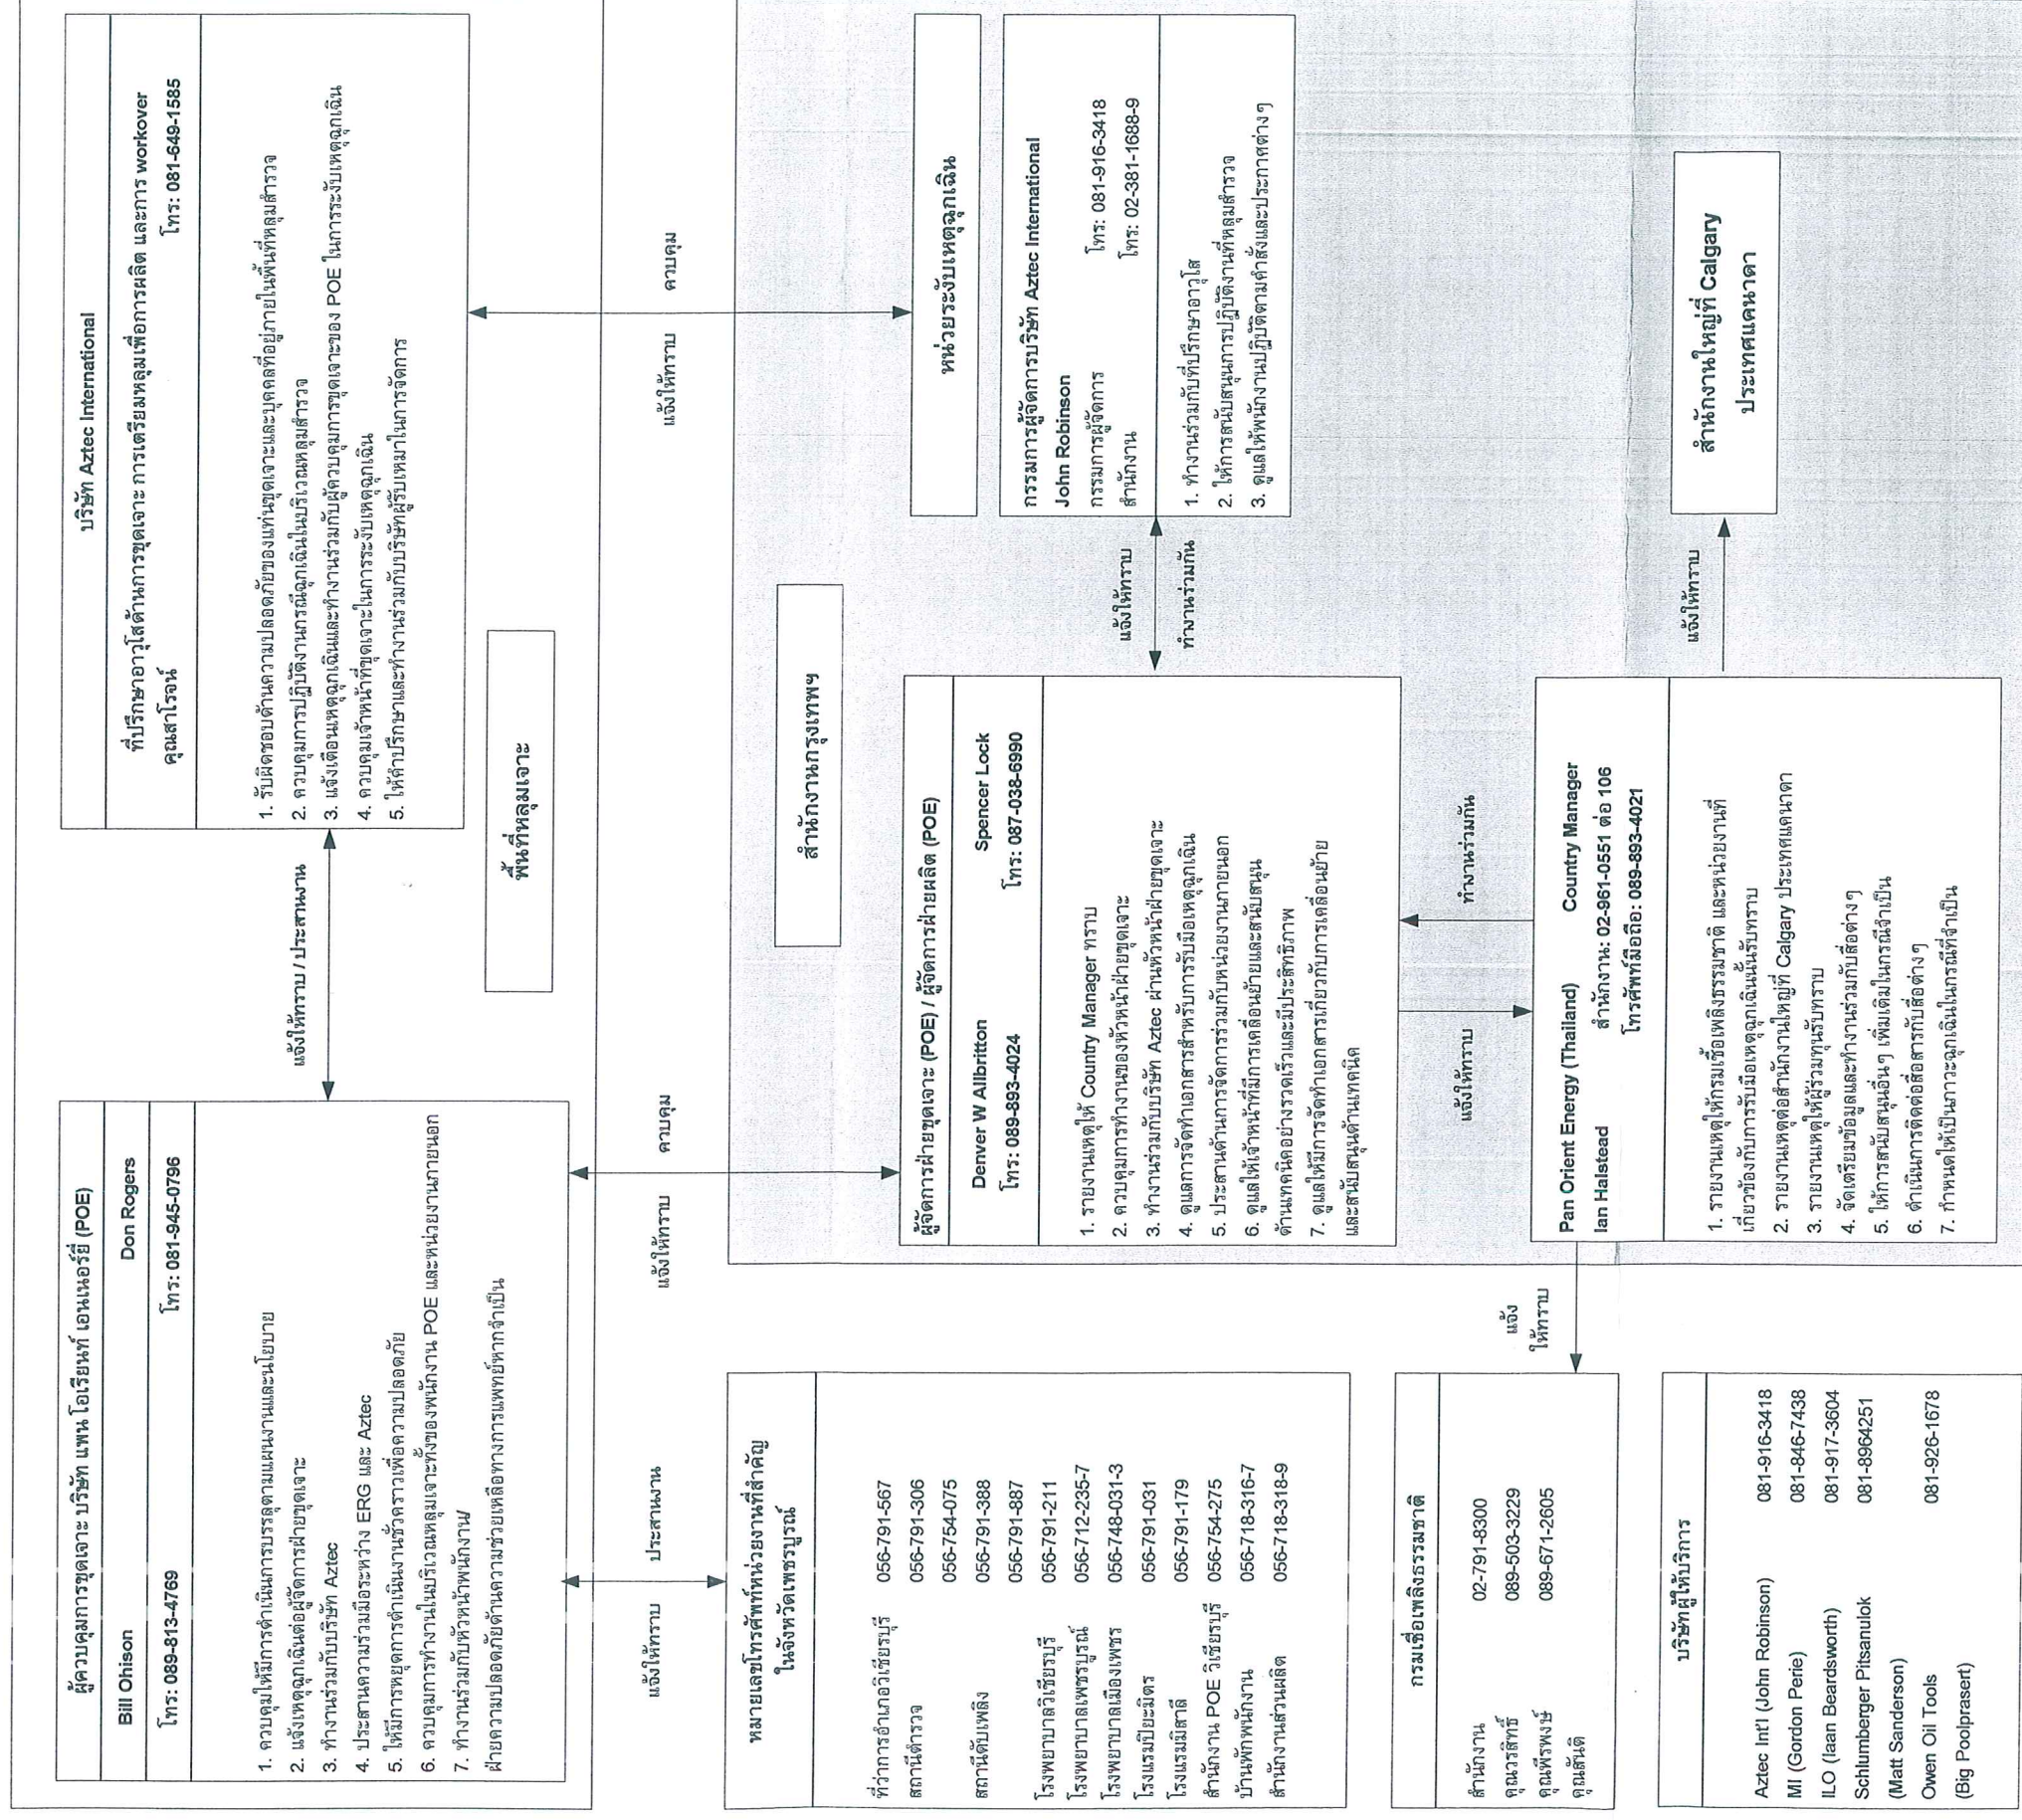 ผู้ควบคุมการขุดเจาะ บริษัท แพน โอเรียนท์ เอนเนอร์ยี่ (POE)
Bill Ohison Don Rogers
โทร: 089-813-4769 โทร: 081-945-0796
1. ควบคุมให้มีการดำเนินการบรรลุตามแผนงานและนโยบาย
2. แจ้งเหตุฉุกเฉินต่อผู้จัดการฝ่ายขุดเจาะ
3. ทำงานร่วมกับบริษัท Aztec
4. ประสานความร่วมมือระหว่าง ERG และ Aztec
5. ให้มีการหยุดการดำเนินงานชั่วคราวเพื่อความปลอดภัย
6. ควบคุมการทำงานในบริเวณหลุมเจาะทั้งของพนักงาน POE และหน่วยงานภายนอก
7. ทำงานร่วมกับหัวหน้าพนักงาน/
ฝ่ายความปลอดภัยด้านความช่วยเหลือทางการแพทย์หากจำเป็น
แจ้งให้ทราบ / ประสานงาน
บริษัท Aztec International
ที่ปรึกษาอาวุโสด้านการขุดเจาะ การเตรียมหลุมเพื่อการผลิต และการ workover
คุณสาโรจน์ โทร: 081-649-1585
1. รับผิดชอบด้านความปลอดภัยของแท่นขุดเจาะและบุคคลที่อยู่ภายในพื้นที่หลุมสำรวจ
2. ควบคุมการปฏิบัติงานกรณีฉุกเฉินในบริเวณหลุมสำรวจ
3. แจ้งเตือนเหตุฉุกเฉินและทำงานร่วมกับผู้ควบคุมการขุดเจาะของ POE ในการระงับเหตุฉุกเฉิน
4. ควบคุมเจ้าหน้าที่ขุดเจาะในการระงับเหตุฉุกเฉิน
5. ให้คำปรึกษาและทำงานร่วมกับบริษัทผู้รับเหมาในการจัดการ
พื้นที่หลุมเจาะ
แจ้งให้ทราบ ประสานงาน
แจ้งให้ทราบ ควบคุม
แจ้งให้ทราบ ควบคุม
หมายเลขโทรศัพท์หน่วยงานที่สำคัญ
ในจังหวัดเพชรบูรณ์
ที่ว่าการอำเภอวิเชียรบุรี 056-791-567
สถานีตำรวจ 056-791-306
056-754-075
สถานีดับเพลิง 056-791-388
056-791-887
โรงพยาบาลวิเชียรบุรี 056-791-211
โรงพยาบาลเพชรบูรณ์ 056-712-235-7
โรงพยาบาลเมืองเพชร 056-748-031-3
โรงแรมปิยะมิตร 056-791-031
โรงแรมมิสาลี 056-791-179
สำนักงาน POE วิเชียรบุรี 056-754-275
บ้านพักพนักงาน 056-718-316-7
สำนักงานส่วนผลิต 056-718-318-9
สำนักงานกรุงเทพฯ
ผู้จัดการฝ่ายขุดเจาะ (POE) / ผู้จัดการฝ่ายผลิต (POE)
Denver W Allbritton Spencer Lock
โทร: 089-893-4024 โทร: 087-038-6990
1. รายงานเหตุให้ Country Manager ทราบ
2. ควบคุมการทำงานของหัวหน้าฝ่ายขุดเจาะ
3. ทำงานร่วมกับบริษัท Aztec ผ่านหัวหน้าฝ่ายขุดเจาะ
4. ดูแลการจัดทำเอกสารสำหรับการรับมือเหตุฉุกเฉิน
5. ประสานด้านการจัดการร่วมกับหน่วยงานภายนอก
6. ดูแลให้เจ้าหน้าที่มีการเคลื่อนย้ายและสนับสนุน
ด้านเทคนิคอย่างรวดเร็วและมีประสิทธิภาพ
7. ดูแลให้มีการจัดทำเอกสารเกี่ยวกับการเคลื่อนย้าย
และสนับสนุนด้านเทคนิค
แจ้งให้ทราบ
ทำงานร่วมกัน
หน่วยระงับเหตุฉุกเฉิน
กรรมการผู้จัดการบริษัท Aztec International
John Robinson
กรรมการผู้จัดการ โทร: 081-916-3418
สำนักงาน โทร: 02-381-1688-9
1. ทำงานร่วมกับที่ปรึกษาอาวุโส
2. ให้การสนับสนุนการปฏิบัติงานที่หลุมสำรวจ
3. ดูแลให้พนักงานปฏิบัติตามคำสั่งและประกาศต่างๆ
แจ้งให้ทราบ ทำงานร่วมกัน
กรมเชื้อเพลิงธรรมชาติ
สำนักงาน 02-791-8300
คุณวรสิทธิ์ 089-503-3229
คุณพีรพงษ์ 089-671-2605
คุณสันติ
แจ้ง
ให้ทราบ
Pan Orient Energy (Thailand) Country Manager
Ian Halstead สำนักงาน: 02-961-0551 ต่อ 106
โทรศัพท์มือถือ: 089-893-4021
1. รายงานเหตุให้กรมเชื้อเพลิงธรรมชาติ และหน่วยงานที่
เกี่ยวข้องกับการรับมือเหตุฉุกเฉินนั้นรับทราบ
2. รายงานเหตุต่อสำนักงานใหญ่ที่ Calgary ประเทศแคนาดา
3. รายงานเหตุให้ผู้ร่วมทุนรับทราบ
4. จัดเตรียมข้อมูลและทำงานร่วมกับสื่อต่างๆ
5. ให้การสนับสนุนอื่นๆ เพิ่มเติมในกรณีจำเป็น
6. ดำเนินการติดต่อสื่อสารกับสื่อต่างๆ
7. กำหนดให้เป็นภาวะฉุกเฉินในกรณีที่จำเป็น
แจ้งให้ทราบ
สำนักงานใหญ่ที่ Calgary
ประเทศแคนาดา
บริษัทผู้ให้บริการ
Aztec Int'l (John Robinson) 081-916-3418
MI (Gordon Perie) 081-846-7438
ILO (Iaan Beardsworth) 081-917-3604
Schlumberger Pitsanulok 081-8964251
(Matt Sanderson)
Owen Oil Tools 081-926-1678
(Big Poolprasert)